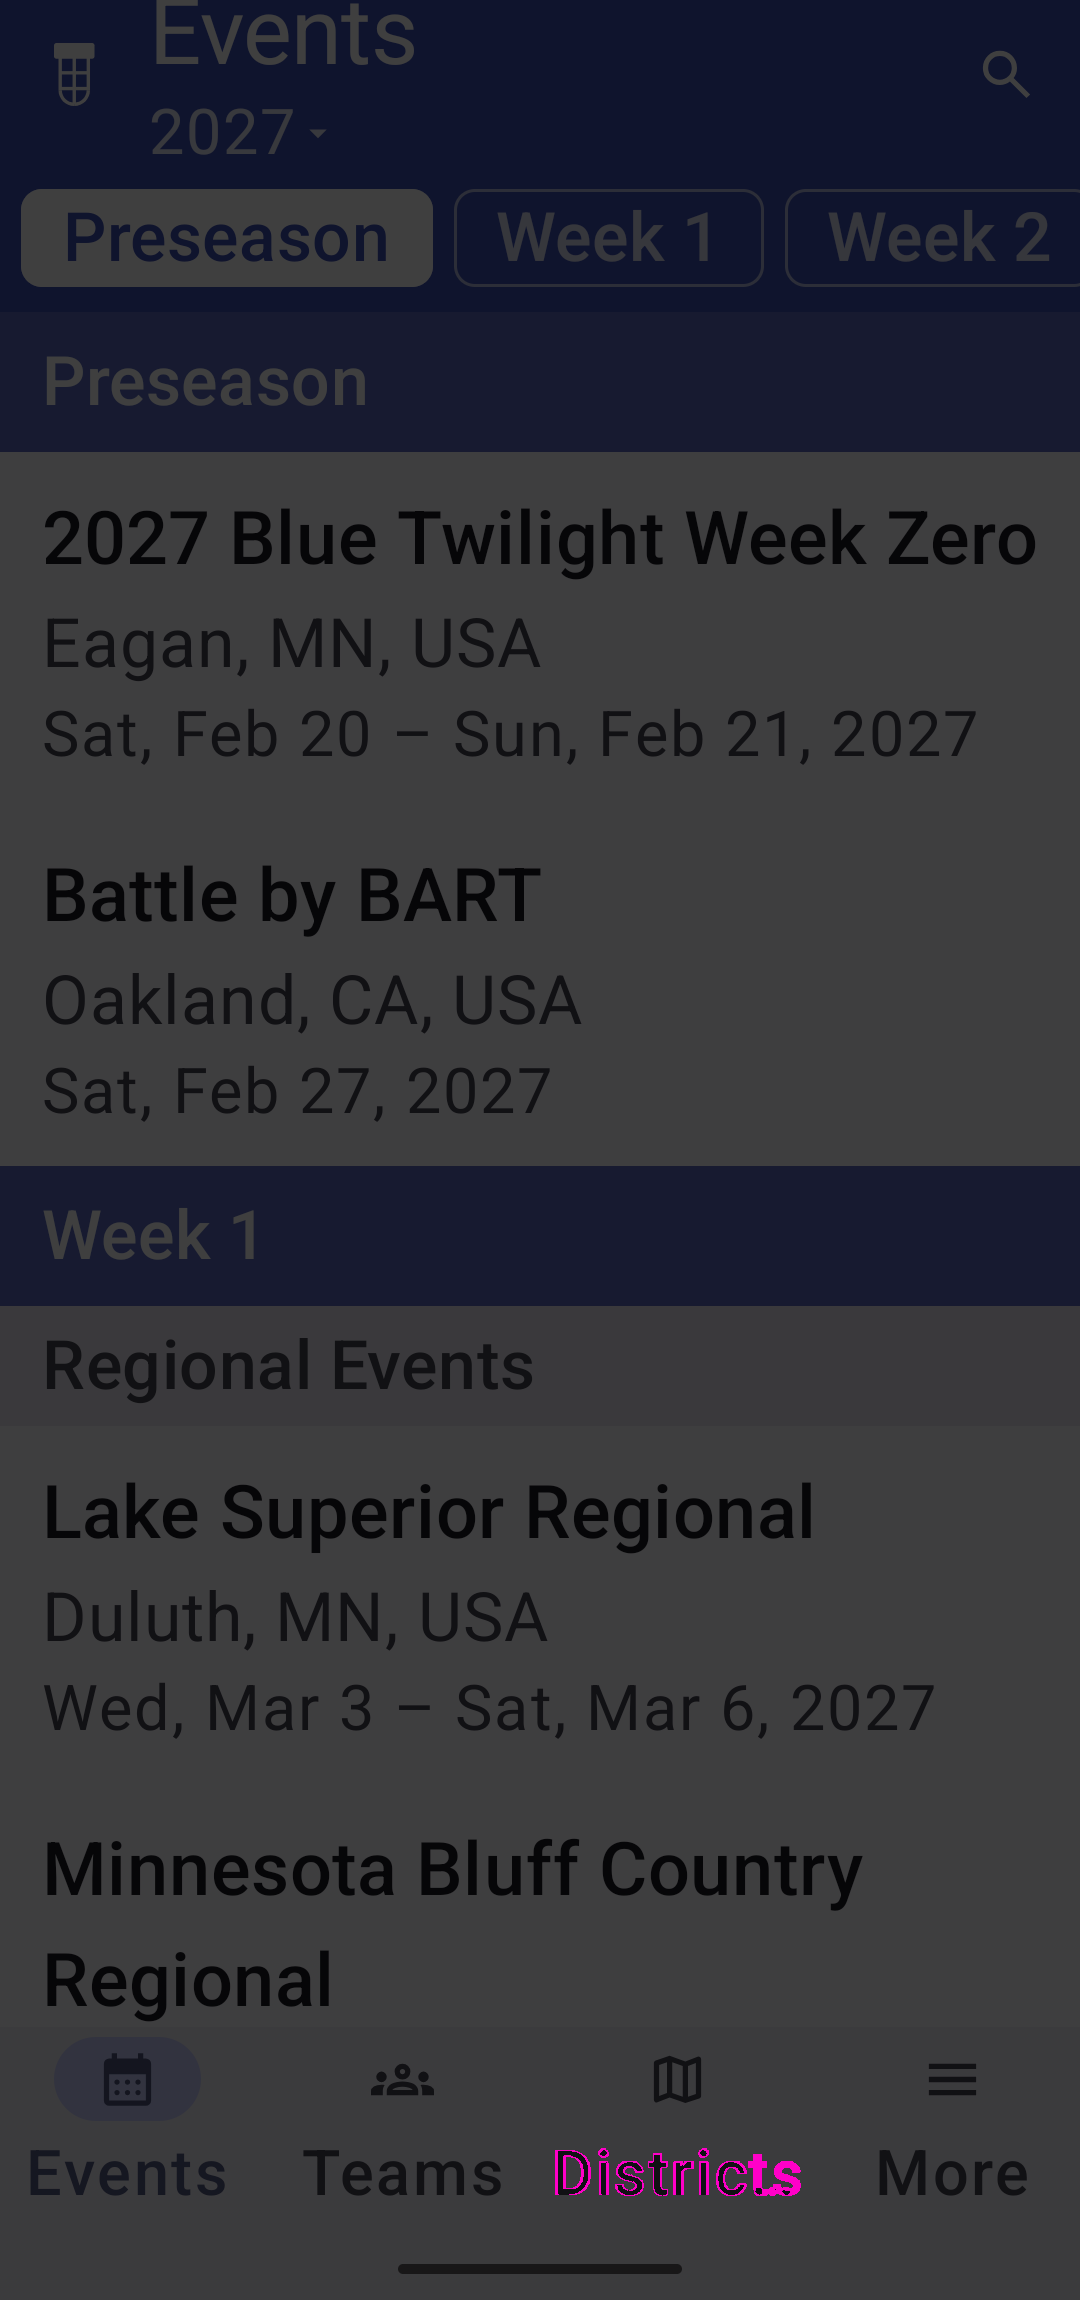 Events
2027
Preseason
Week 1
Week 2
Preseason
2027 Blue Twilight Week Zero
Eagan, MN, USA
Sat, Feb 20 – Sun, Feb 21, 2027
Battle by BART
Oakland, CA, USA
Sat, Feb 27, 2027
Week 1
Regional Events
Lake Superior Regional
Duluth, MN, USA
Wed, Mar 3 – Sat, Mar 6, 2027
Minnesota Bluff Country
Regional
Events
Teams
Districts
More